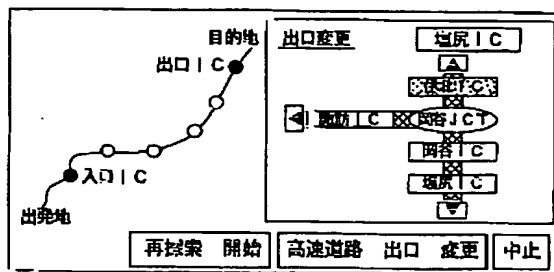 目的地
出口IC
入口IC
出発地
出口変更
塩尻IC
諏訪IC
岡谷JCT
岡谷IC
塩尻IC
再探索 開始
高速道路 出口 変更
中止